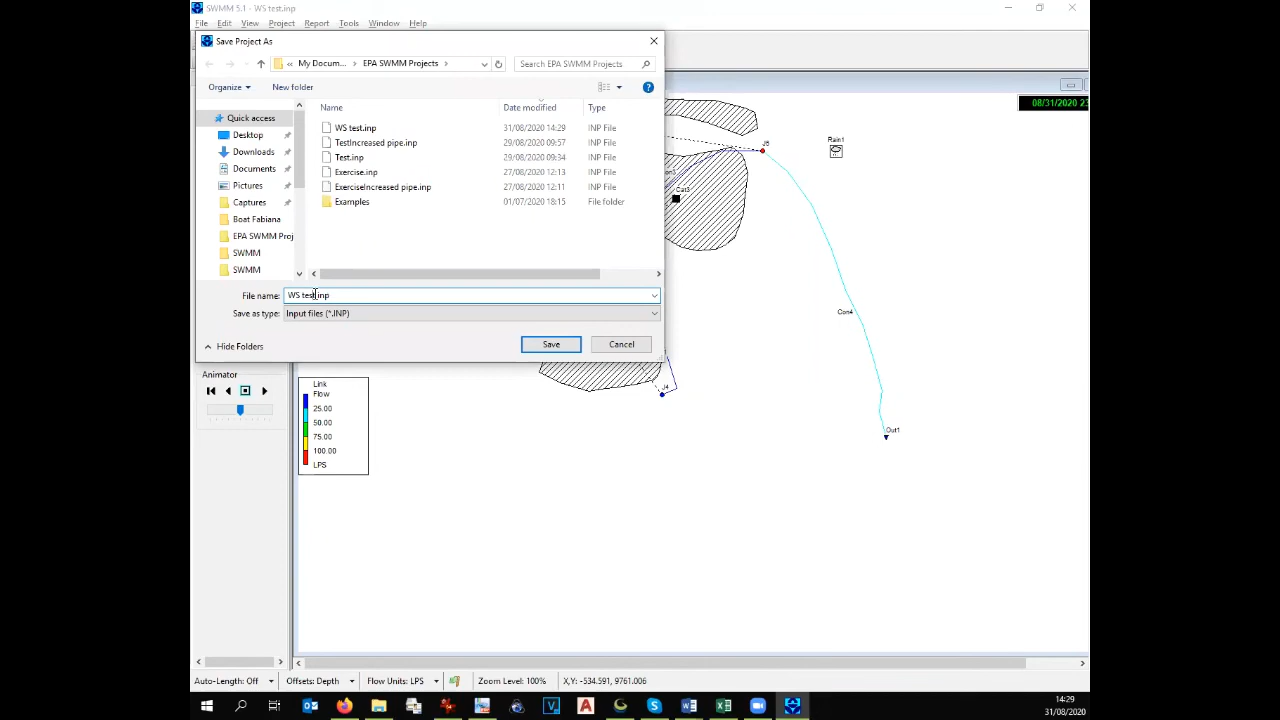 SWMM 5.1 - WS test.inp
File Edit View Project Report Tools Window Help
Save Project As
« My Docum... > EPA SWMM Projects >
Search EPA SWMM Projects
Organize New folder
Name Date modified Type
Quick access
Desktop
Downloads
Documents
Pictures
Captures
Boat Fabiana
EPA SWMM Proj
SWMM
SWMM
WS test.inp 31/08/2020 14:29 INP File
TestIncreased pipe.inp 29/08/2020 09:57 INP File
Test.inp 29/08/2020 09:34 INP File
Exercise.inp 27/08/2020 12:13 INP File
ExerciseIncreased pipe.inp 27/08/2020 12:11 INP File
Examples 01/07/2020 18:15 File folder
File name: WS test.inp
Save as type: Input files (*.INP)
Hide Folders
Save Cancel
08/31/2020 23
Rain1
Cat3
Con4
J4
Out1
Animator
Link
Flow
25.00
50.00
75.00
100.00
LPS
Auto-Length: Off Offsets: Depth Flow Units: LPS Zoom Level: 100% X,Y: -534.591, 9761.006
14:29
31/08/2020